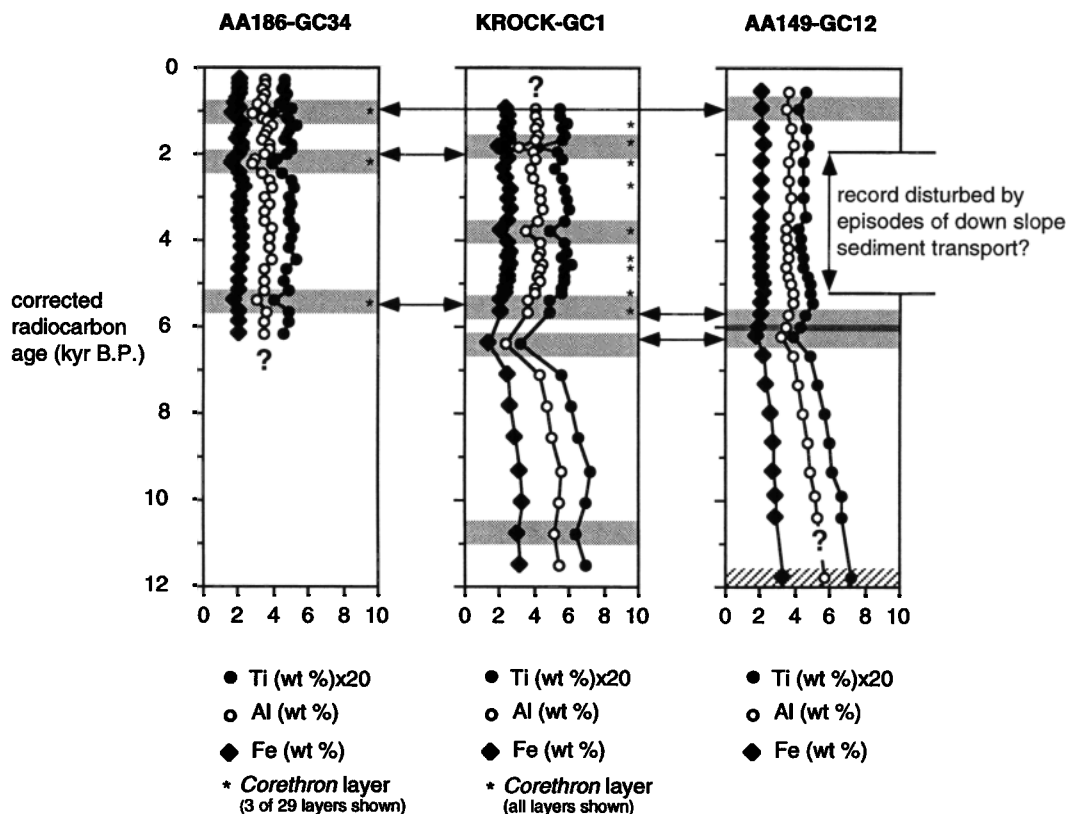 AA186-GC34 KROCK-GC1 AA149-GC12
0
2
4
6
8
10
12
corrected
radiocarbon
age (kyr B.P.)
?
*
*
*
?
*
*
*
*
*
*
*
*
*
record disturbed by
episodes of down slope
sediment transport?
?
0 2 4 6 8 10 0 2 4 6 8 10 0 2 4 6 8 10
Ti (wt %)x20 Ti (wt %)x20 Ti (wt %)x20
Al (wt %) Al (wt %) Al (wt %)
Fe (wt %) Fe (wt %) Fe (wt %)
* Corethron layer * Corethron layer
(3 of 29 layers shown) (all layers shown)